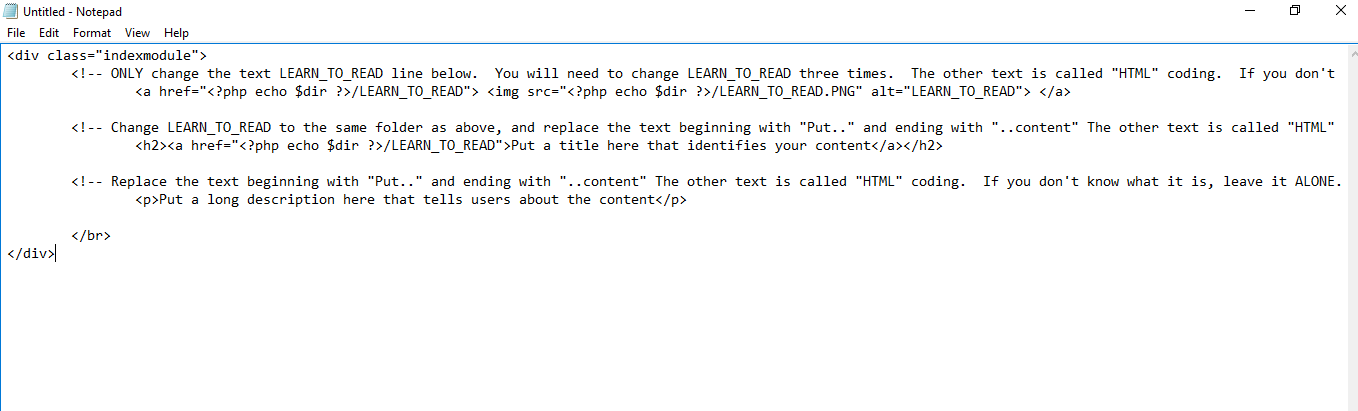 Untitled - Notepad
File Edit Format View Help
<div class="indexmodule">
<!-- ONLY change the text LEARN_TO_READ line below.  You will need to change LEARN_TO_READ three times.  The other text is called "HTML" coding.  If you don't
<a href="<?php echo $dir ?>/LEARN_TO_READ"> <img src="<?php echo $dir ?>/LEARN_TO_READ.PNG" alt="LEARN_TO_READ"> </a>
<!-- Change LEARN_TO_READ to the same folder as above, and replace the text beginning with "Put.." and ending with "..content" The other text is called "HTML"
<h2><a href="<?php echo $dir ?>/LEARN_TO_READ">Put a title here that identifies your content</a></h2>
<!-- Replace the text beginning with "Put.." and ending with "..content" The other text is called "HTML" coding.  If you don't know what it is, leave it ALONE.
<p>Put a long description here that tells users about the content</p>
</br>
</div>